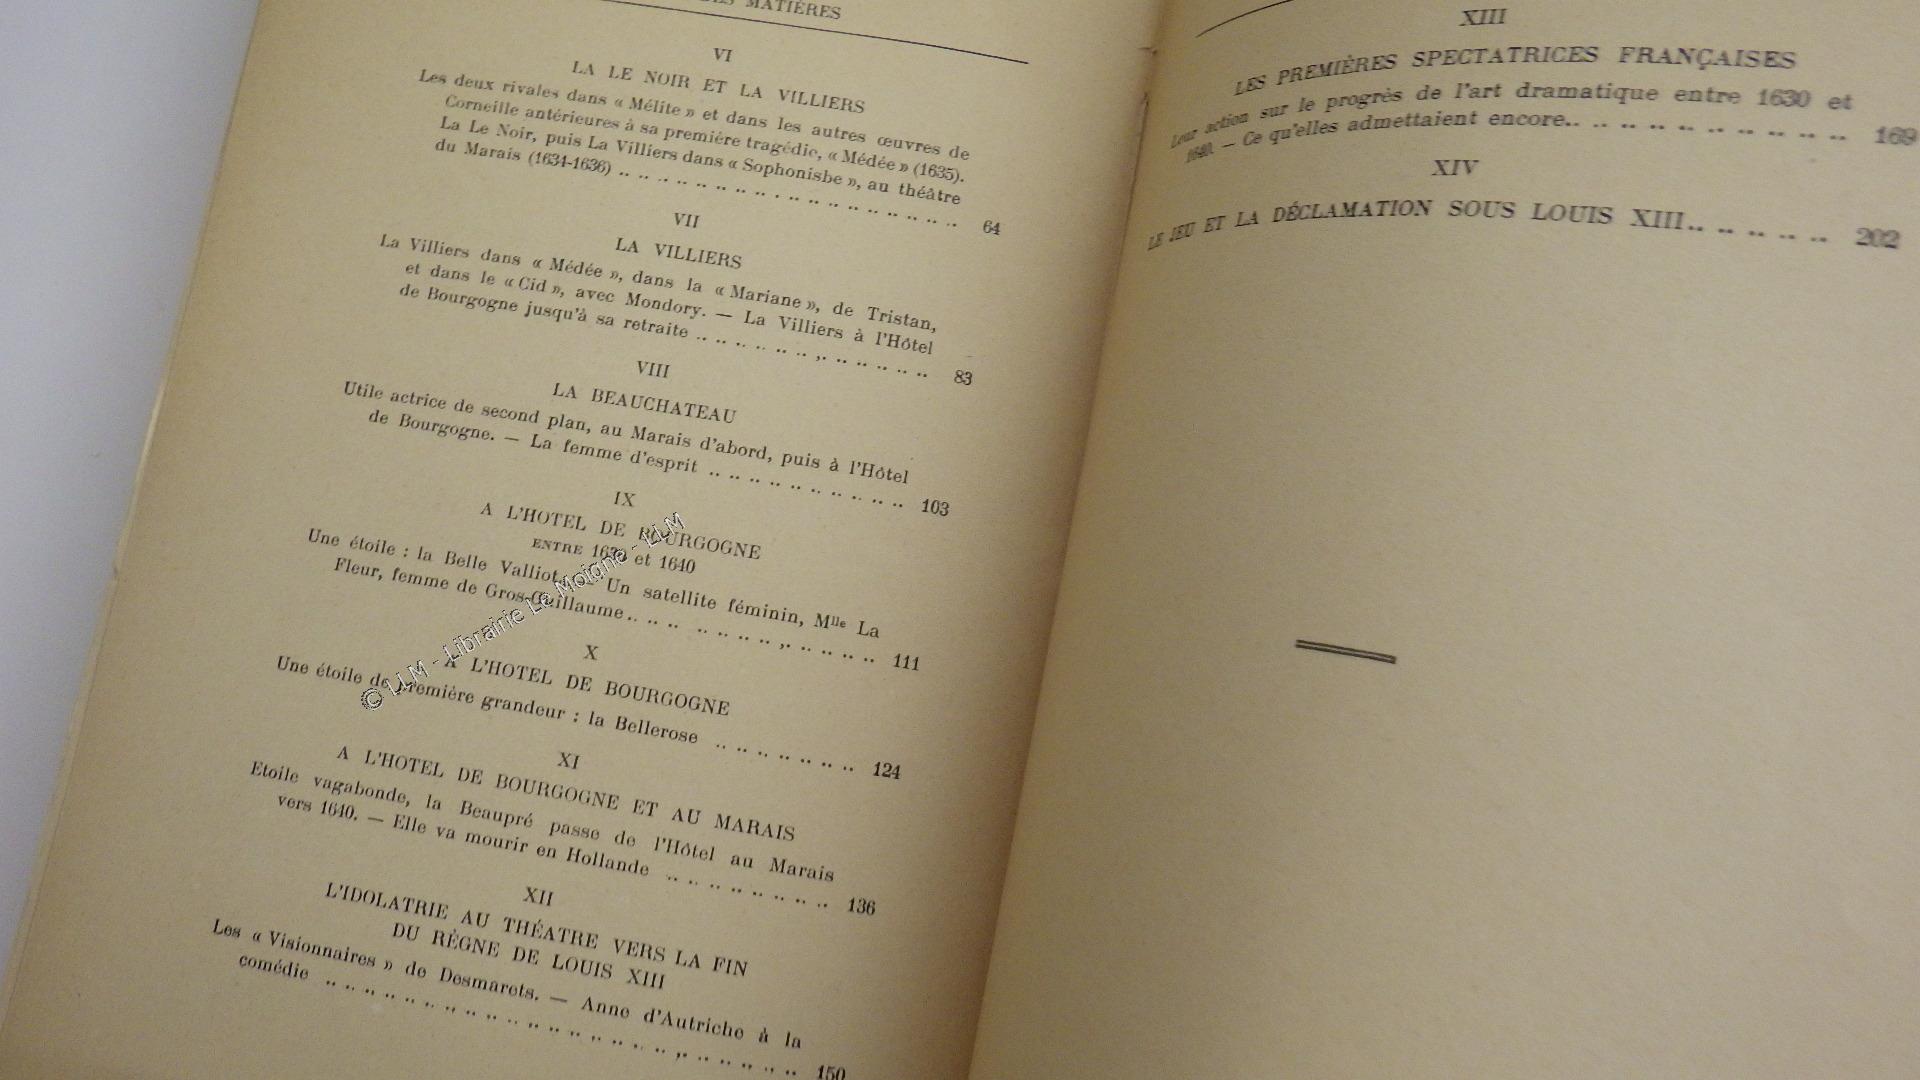 DES MATIÈRES
VI
LA LE NOIR ET LA VILLIERS
Les deux rivales dans « Mélite » et dans les autres œuvres de
Corneille antérieures à sa première tragédie, « Médée » (1635).
La Le Noir, puis La Villiers dans « Sophonisbe », au théâtre
du Marais (1634-1636) .. .. .. .. .. .. .. .. . .. .. .. .. .. .. .. .. .. 64
VII
LA VILLIERS
La Villiers dans « Médée », dans la « Mariane », de Tristan,
et dans le « Cid », avec Mondory. — La Villiers à l'Hôtel
de Bourgogne jusqu'à sa retraite .. .. .. .. .. .. .. .. .. .. .. .. 83
VIII
LA BEAUCHATEAU
Utile actrice de second plan, au Marais d'abord, puis à l'Hôtel
de Bourgogne. — La femme d'esprit .. .. .. .. .. .. .. .. .. .. 103
IX
A L'HOTEL DE BOURGOGNE
ENTRE et 1640
Une étoile : la Belle Valliot. — Un satellite féminin, Mlle La
Fleur, femme de Gros-Guillaume .. .. .. .. .. .. .. .. .. .. .. .. 111
X
A L'HOTEL DE BOURGOGNE
Une étoile de première grandeur : la Bellerose .. .. .. .. .. .. .. 124
XI
A L'HOTEL DE BOURGOGNE ET AU MARAIS
Etoile vagabonde, la Beaupré passe de l'Hôtel au Marais
vers 1640. — Elle va mourir en Hollande .. .. .. .. .. .. .. .. 136
XII
L'IDOLATRIE AU THÉATRE VERS LA FIN
DU RÈGNE DE LOUIS XIII
Les « Visionnaires » de Desmarets. — Anne d'Autriche à la
comédie .. .. .. .. .. .. .. .. .. .. .. .. .. .. .. .. .. .. .. .. .. .. .. .. 150
© LLM - Librairie Le Moigne - LLM
XIII
LES PREMIÈRES SPECTATRICES FRANÇAISES
Leur action sur le progrès de l'art dramatique entre 1630 et
1640. — Ce qu'elles admettaient encore.. .. .. .. .. .. .. .. .. .. 169
XIV
LE JEU ET LA DÉCLAMATION SOUS LOUIS XIII.. .. .. .. .. 202